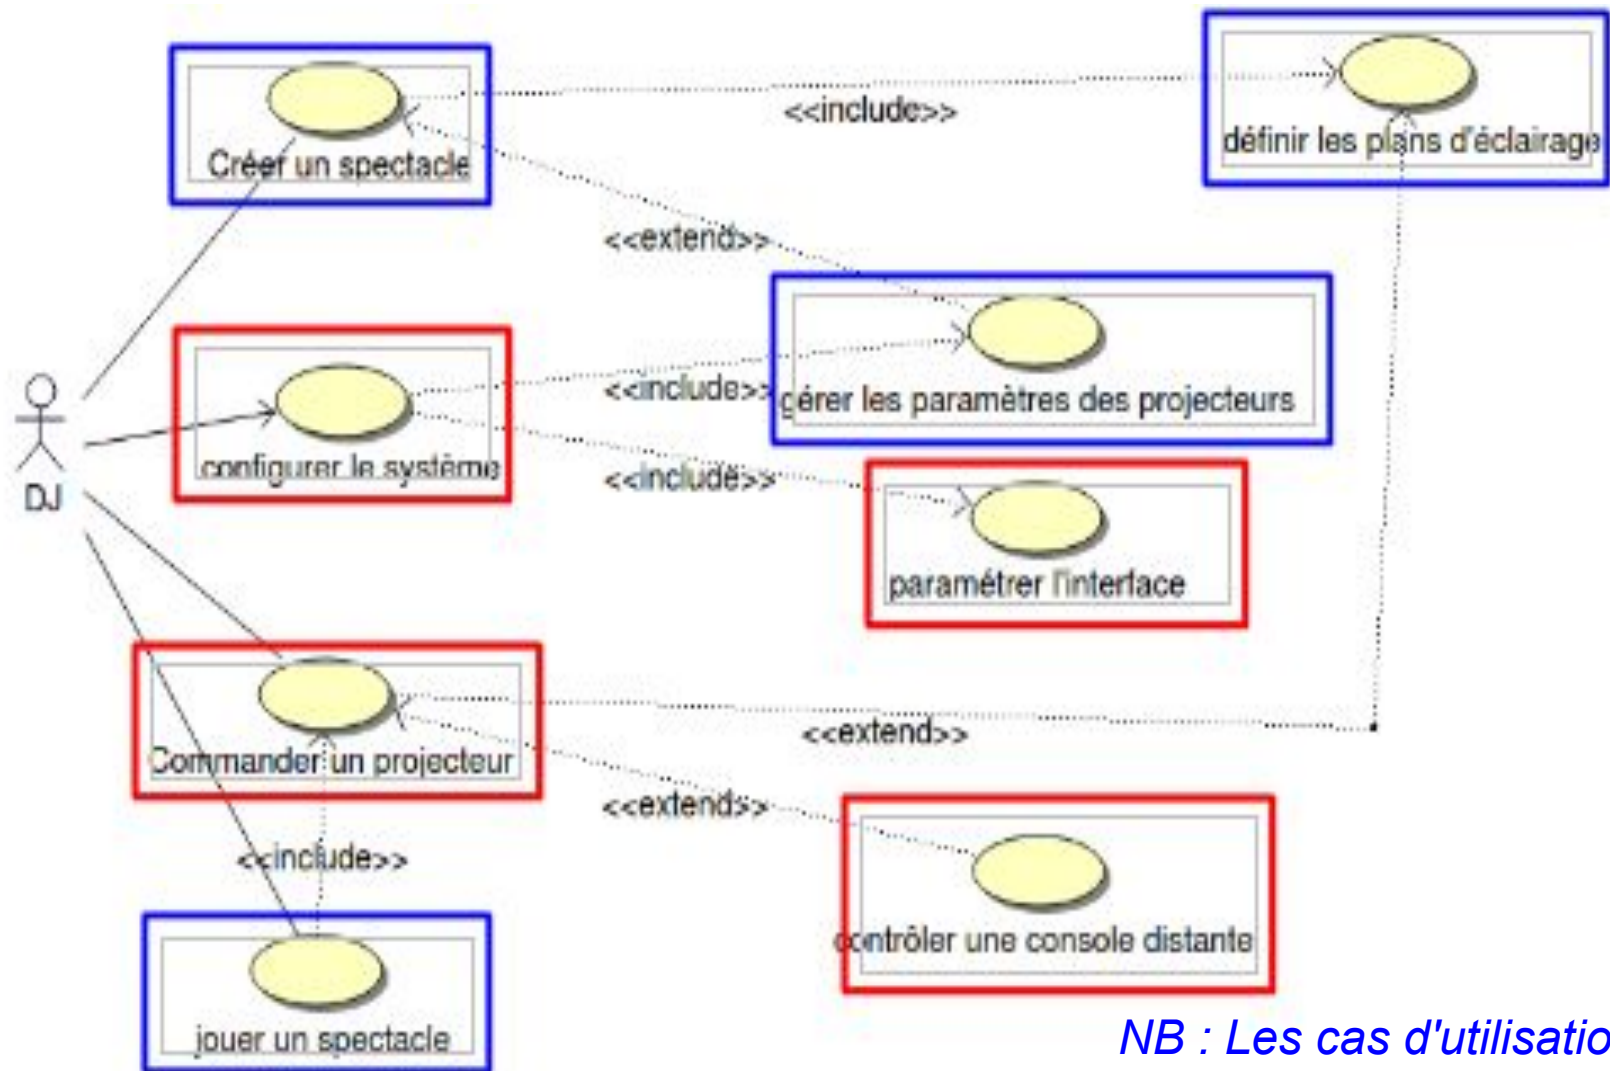 Créer un spectacle
<<include>>
définir les plans d'éclairage
<<extend>>
gérer les paramètres des projecteurs
<<include>>
configurer le système
<<include>>
DJ
paramétrer l'interface
<<extend>>
Commander un projecteur
<<extend>>
<<include>>
contrôler une console distante
jouer un spectacle
NB : Les cas d'utilisatio